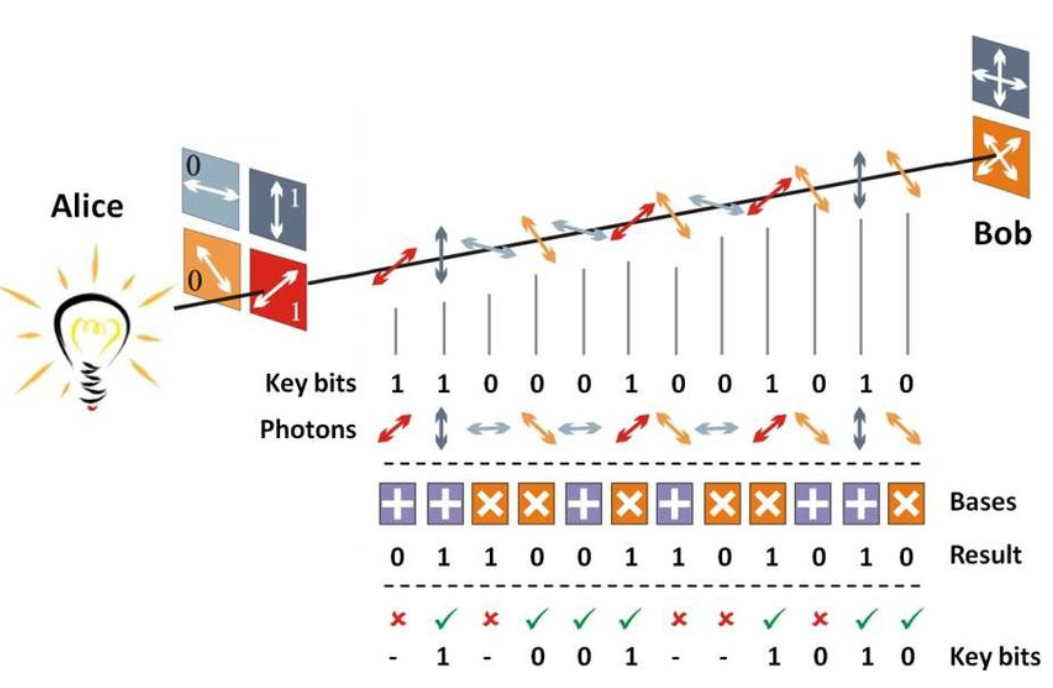 0
1
Alice
0
1
Bob
Key bits 1 1 0 0 0 1 0 0 1 0 1 0
Photons
Bases
0 1 1 0 0 1 1 0 1 0 1 0 Result
- 1 - 0 0 1 - - 1 0 1 0 Key bits